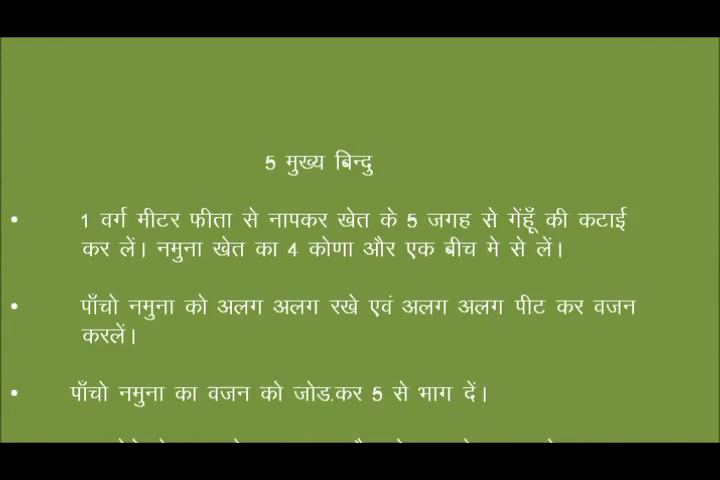 5 मुख्य बिन्दु
• 1 वर्ग मीटर फीता से नापकर खेत के 5 जगह से गेंहूँ की कटाई
कर लें। नमुना खेत का 4 कोणा और एक बीच मे से लें।
• पाँचो नमुना को अलग अलग रखे एवं अलग अलग पीट कर वजन
करलें।
• पाँचो नमुना का वजन को जोड.कर 5 से भाग दें।